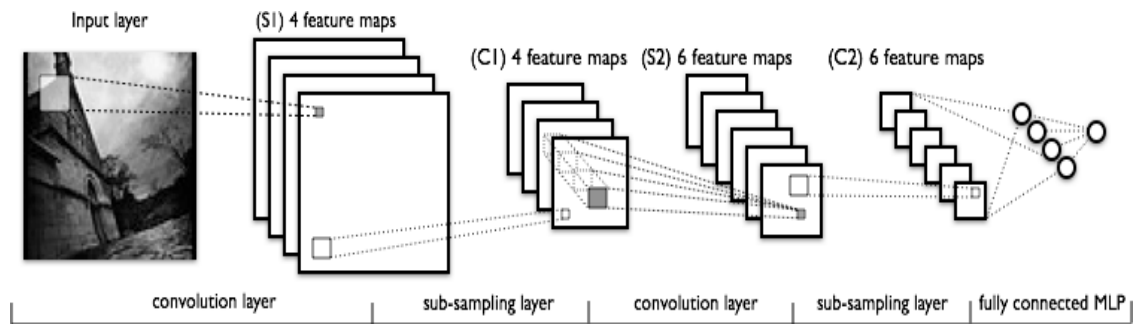 Input layer
(S1) 4 feature maps
(C1) 4 feature maps
(S2) 6 feature maps
(C2) 6 feature maps
convolution layer
sub-sampling layer
convolution layer
sub-sampling layer
fully connected MLP